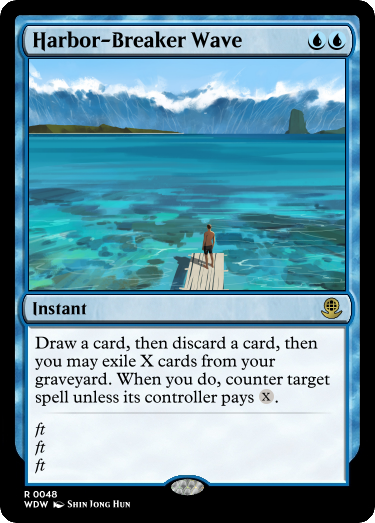 Harbor-Breaker Wave
Instant
Draw a card, then discard a card, then
you may exile X cards from your
graveyard. When you do, counter target
spell unless its controller pays X.
ft
ft
ft
R 0048
WDW Shin Jong Hun